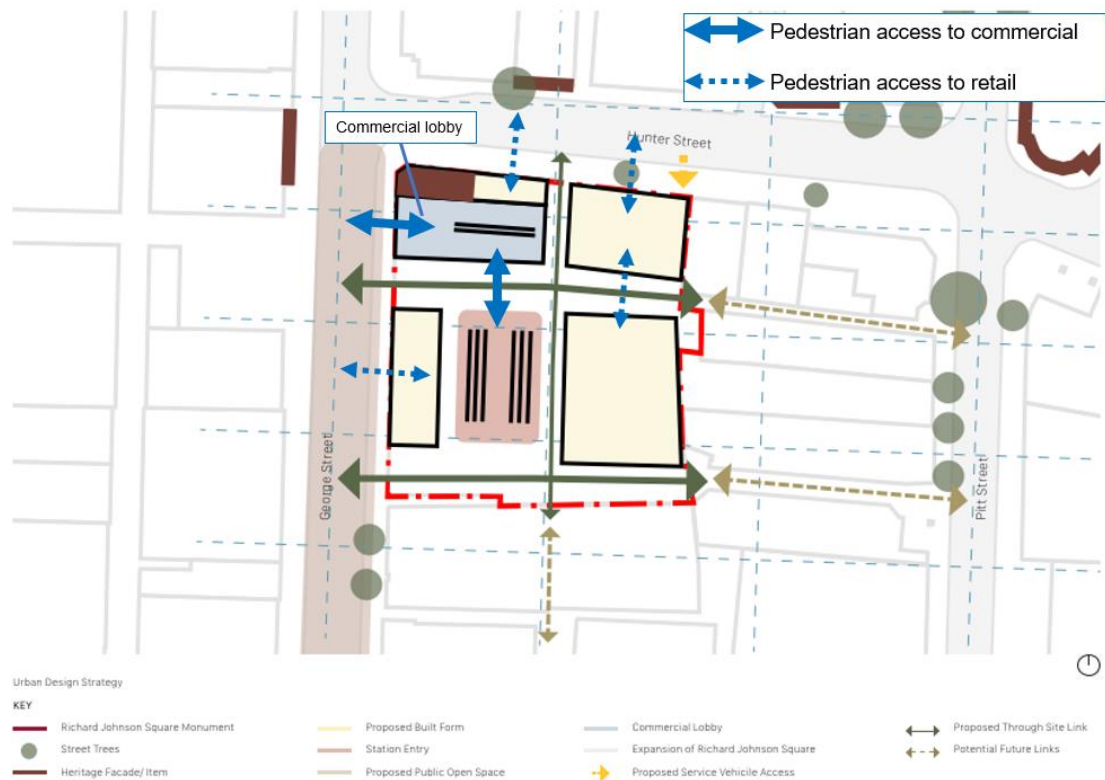 Pedestrian access to commercial
Pedestrian access to retail
Commercial lobby
Hunter Street
George Street
Pitt Street
Urban Design Strategy
KEY
Richard Johnson Square Monument
Street Trees
Heritage Facade/ Item
Proposed Built Form
Station Entry
Proposed Public Open Space
Commercial Lobby
Expansion of Richard Johnson Square
Proposed Service Vehicile Access
Proposed Through Site Link
Potential Future Links